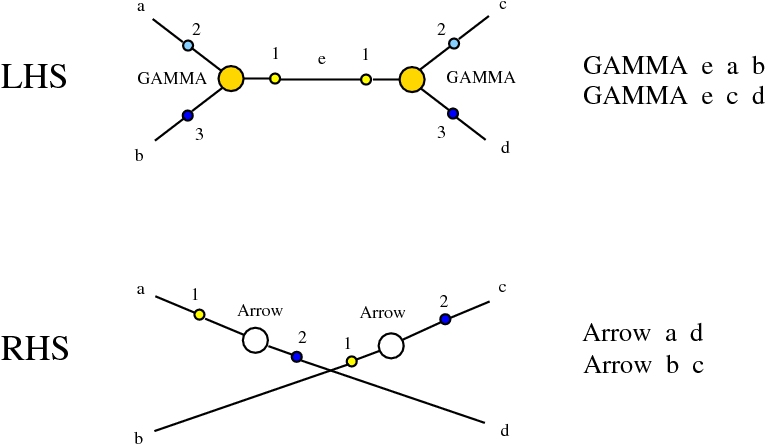 a
c
2
2
1
1
e
LHS
GAMMA
GAMMA
GAMMA e a b
GAMMA e c d
3
3
b
d
a
c
1
2
Arrow
Arrow
2
1
RHS
Arrow a d
Arrow b c
b
d